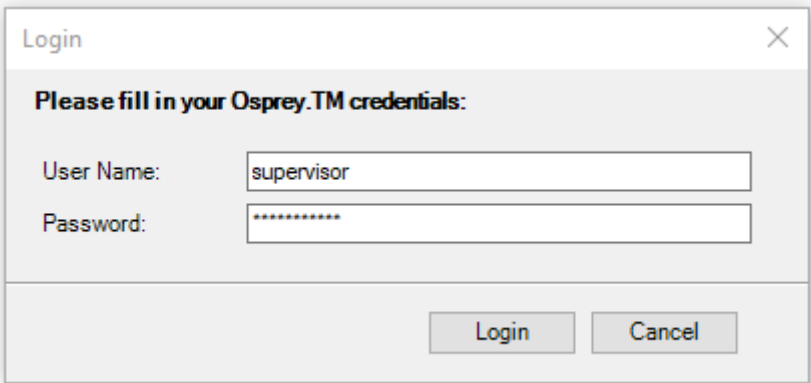 Login
Please fill in your Osprey.TM credentials:
User Name: supervisor
Password: ***********
Login Cancel